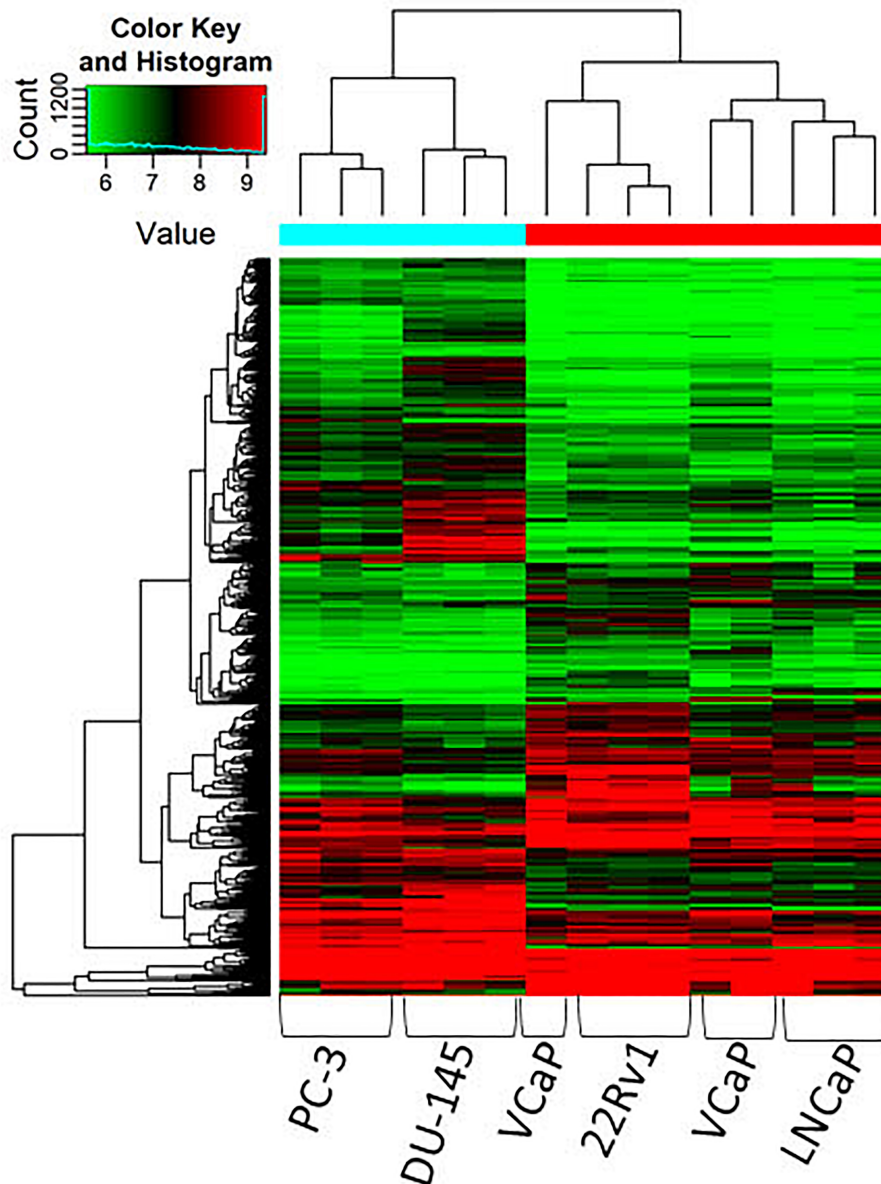 Color Key
and Histogram
Count
0 1200
6 7 8 9
Value
PC-3
DU-145
VCaP
22Rv1
VCaP
LNCaP